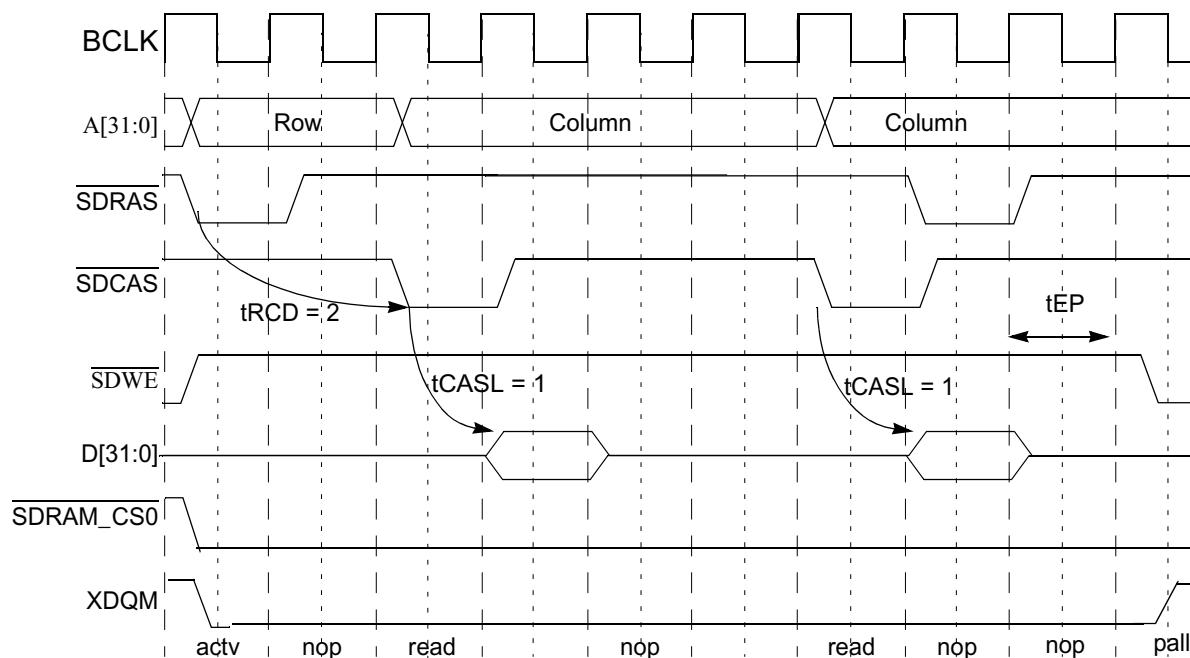 BCLK
A[31:0]
Row
Column
Column
SDRAS
SDCAS
tRCD = 2
tEP
SDWE
tCASL = 1
tCASL = 1
D[31:0]
SDRAM_CS0
XDQM
actv nop read nop read nop nop pall